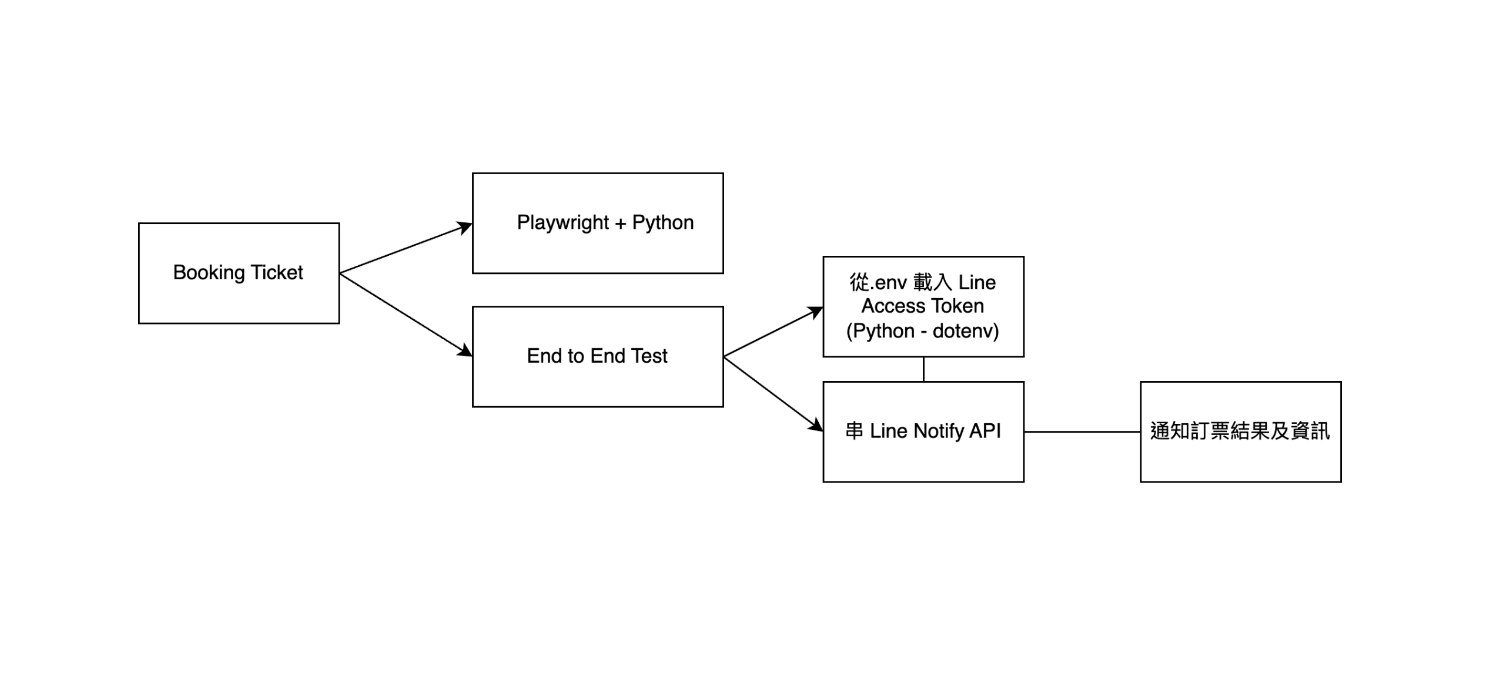 Booking Ticket
Playwright + Python
End to End Test
從.env 載入 Line
Access Token
(Python - dotenv)
串 Line Notify API
通知訂票結果及資訊